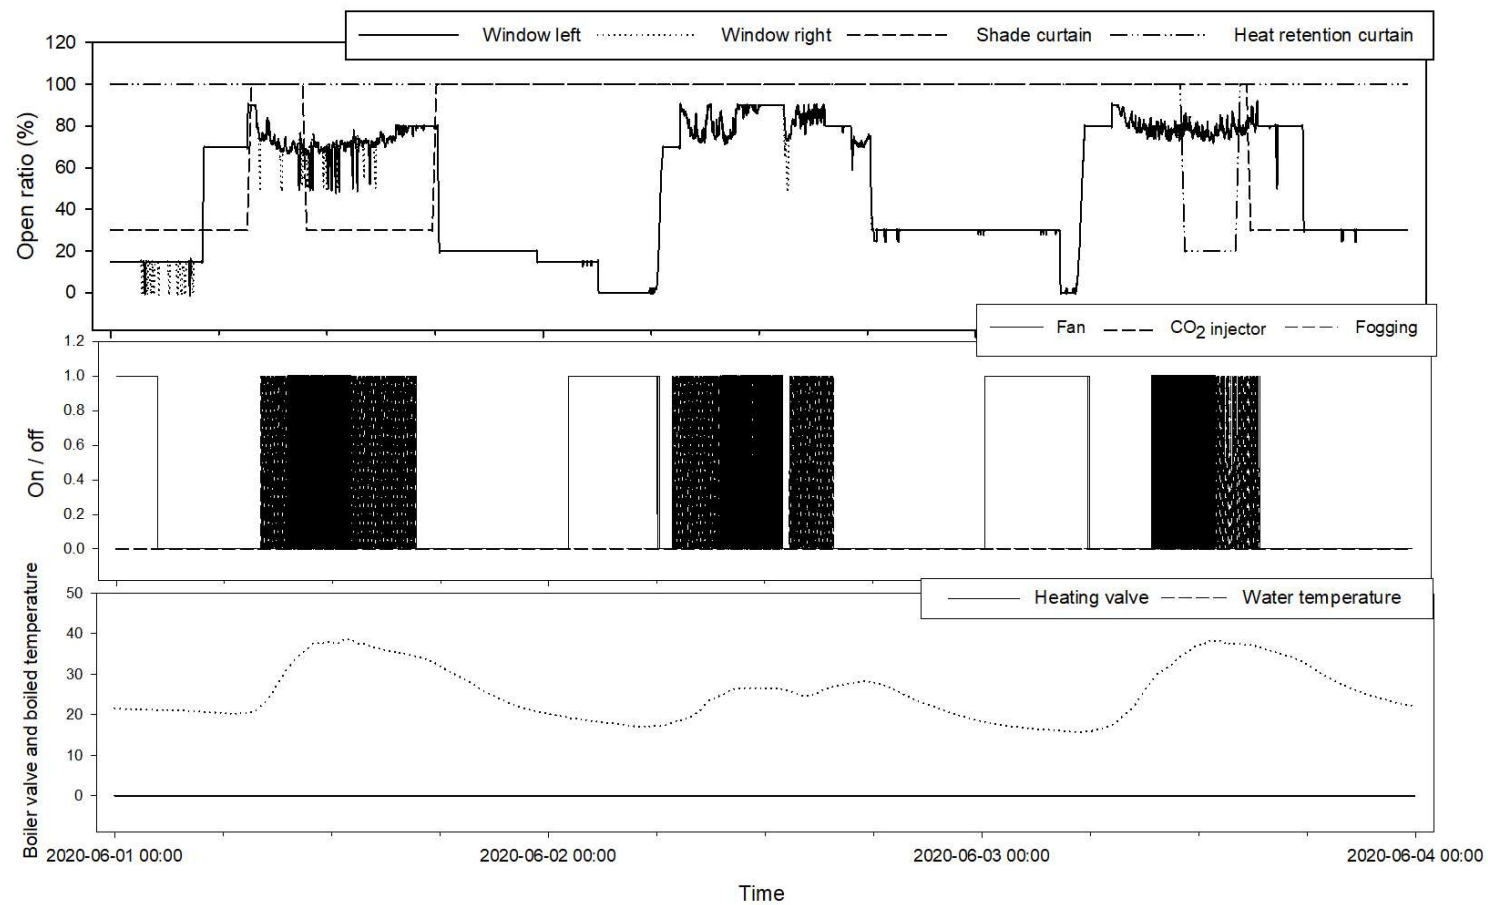 Window left Window right Shade curtain Heat retention curtain
120
100
80
60
40
20
0
Open ratio (%)
Fan CO2 injector Fogging
1.2
1.0
0.8
0.6
0.4
0.2
0.0
On / off
Heating valve Water temperature
50
40
30
20
10
0
Boiler valve and boiled temperature
2020-06-01 00:00 2020-06-02 00:00 2020-06-03 00:00 2020-06-04 00:00
Time